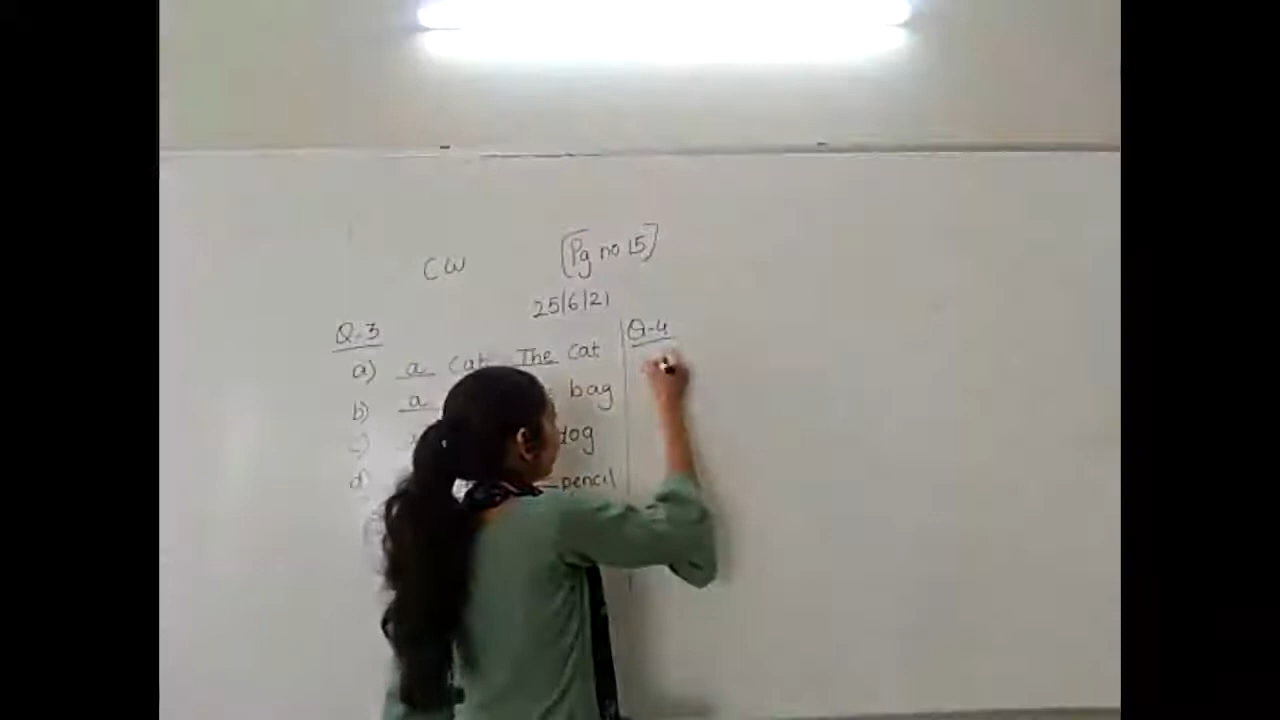 CW [Pg no 15]
25/6/21
Q-3
a) a cat The cat
b) a bag
c) dog
d) pencil
Q-4